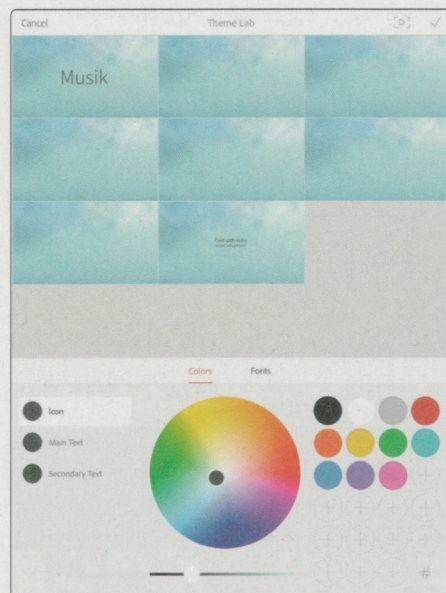 Cancel Theme Lab
Musik
Colors Fonts
Icon
Main Text
Secondary Text
#